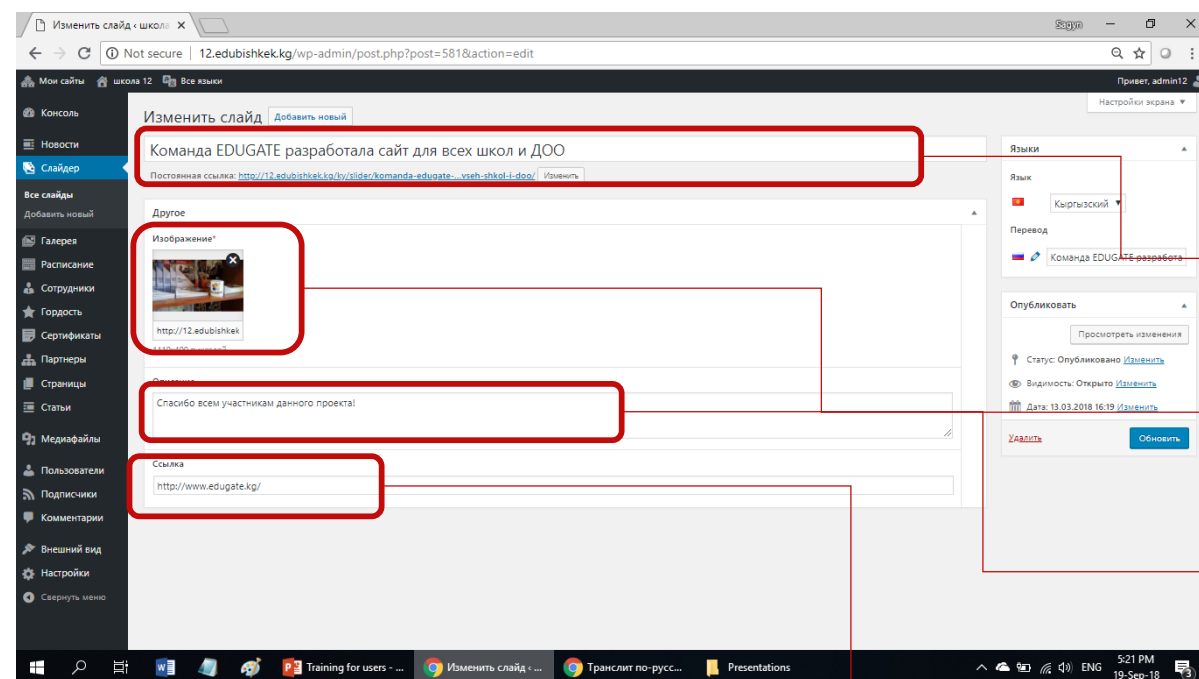 Изменить слайд ‹ школа
Sagyn
Not secure | 12.edubishkek.kg/wp-admin/post.php?post=581&action=edit
Мои сайты школа 12 Все языки
Привет, admin12
Настройки экрана
Консоль
Новости
Слайдер
Все слайды
Добавить новый
Галерея
Расписание
Сотрудники
Гордость
Сертификаты
Партнеры
Страницы
Статьи
Медиафайлы
Пользователи
Подписчики
Комментарии
Внешний вид
Настройки
Свернуть меню
Изменить слайд Добавить новый
Команда EDUGATE разработала сайт для всех школ и ДОО
Постоянная ссылка: http://12.edubishkek.kg/ky/slider/komanda-edugate-...vseh-shkol-i-doo/ Изменить
Другое
Изображение*
http://12.edubishkek
Описание
Спасибо всем участникам данного проекта!
Ссылка
http://www.edugate.kg/
Языки
Язык
Кыргызский
Перевод
Команда EDUGATE разработа
Опубликовать
Просмотреть изменения
Статус: Опубликовано Изменить
Видимость: Открыто Изменить
Дата: 13.03.2018 16:19 Изменить
Удалить Обновить
Training for users - ...
Изменить слайд ‹ ...
Транслит по-русс...
Presentations
ENG
5:21 PM
19-Sep-18
3